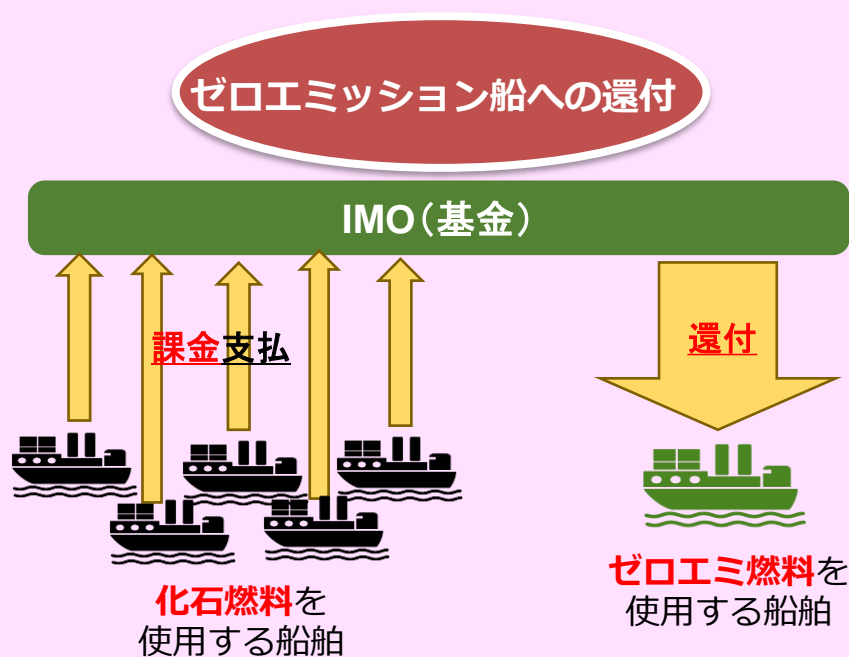 ゼロエミッション船への還付
IMO（基金）
課金支払
還付
化石燃料を
使用する船舶
ゼロエミ燃料を
使用する船舶